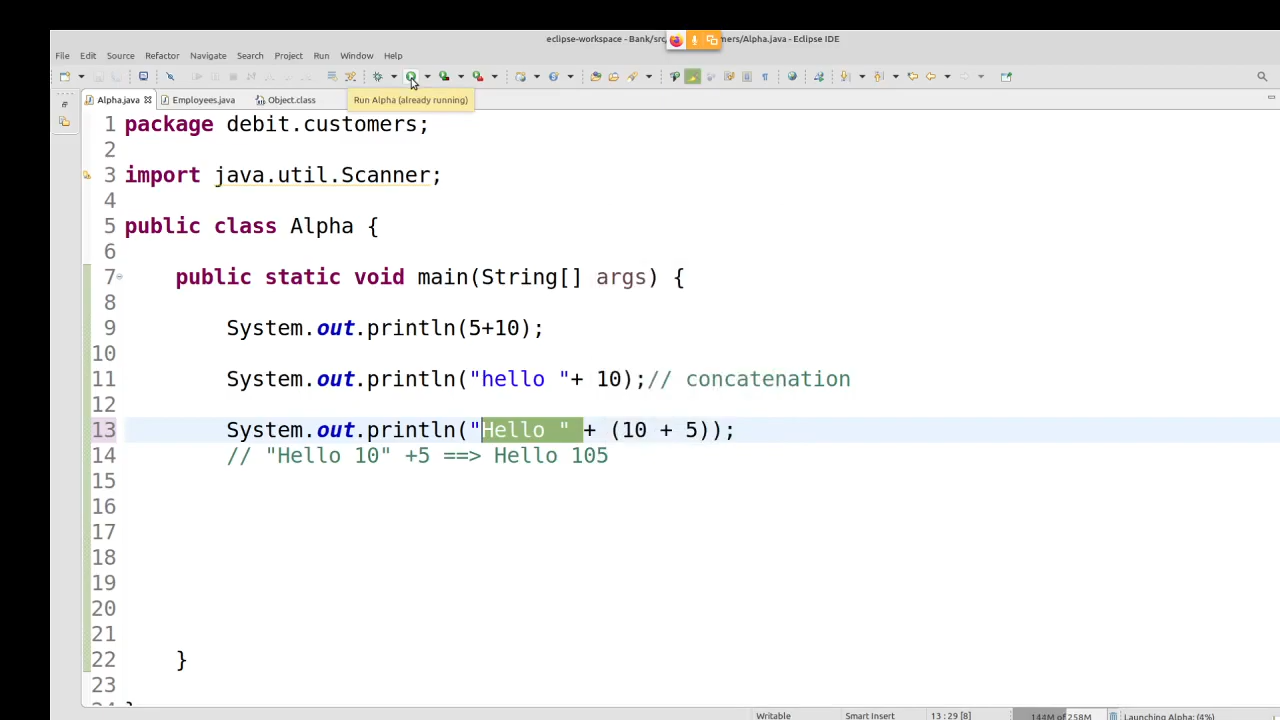 eclipse-workspace - Bank/src mers/Alpha.java - Eclipse IDE
File Edit Source Refactor Navigate Search Project Run Window Help
Alpha.java Employees.java Object.class
Run Alpha (already running)
1 package debit.customers;
2
3 import java.util.Scanner;
4
5 public class Alpha {
6
7 public static void main(String[] args) {
8
9 System.out.println(5+10);
10
11 System.out.println("hello "+ 10);// concatenation
12
13 System.out.println("Hello " + (10 + 5));
14 // "Hello 10" +5 ==> Hello 105
15
16
17
18
19
20
21
22 }
23
24 }
Writable Smart Insert 13 : 29 [8] 144M of 258M Launching Alpha: (4%)